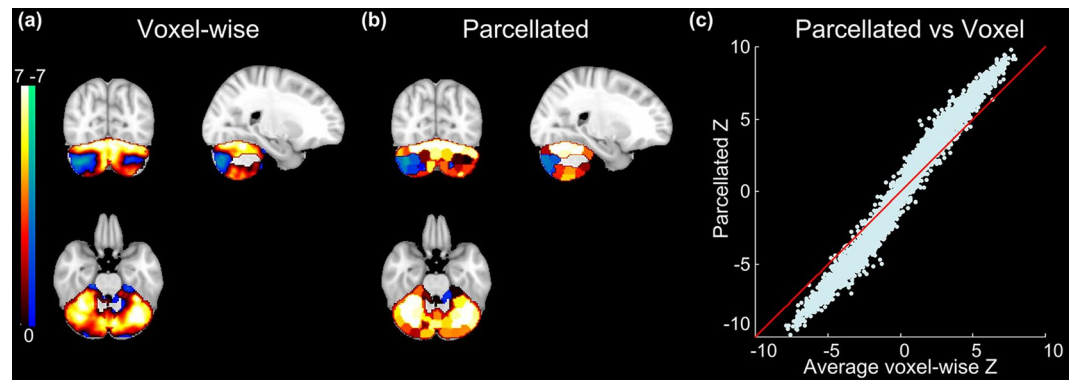 (a)
Voxel-wise
7 -7
0
(b)
Parcellated
(c)
Parcellated vs Voxel
Parcellated Z
10
5
0
-5
-10
-10 -5 0 5 10
Average voxel-wise Z